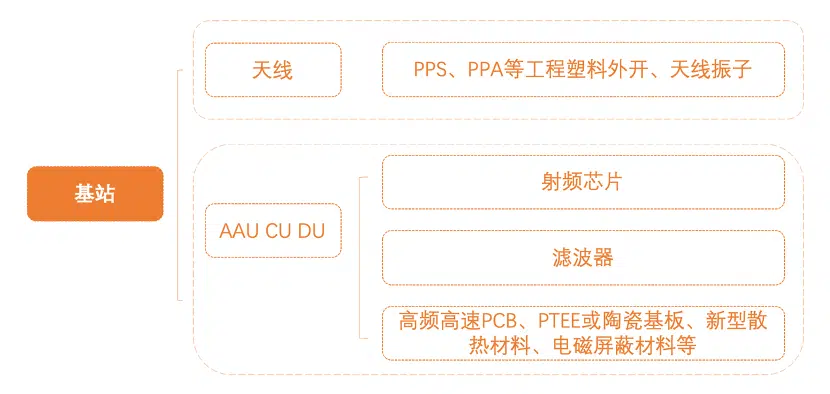 天线
PPS、PPA等工程塑料外开、天线振子
基站
AAU CU DU
射频芯片
滤波器
高频高速PCB、PTEE或陶瓷基板、新型散
热材料、电磁屏蔽材料等